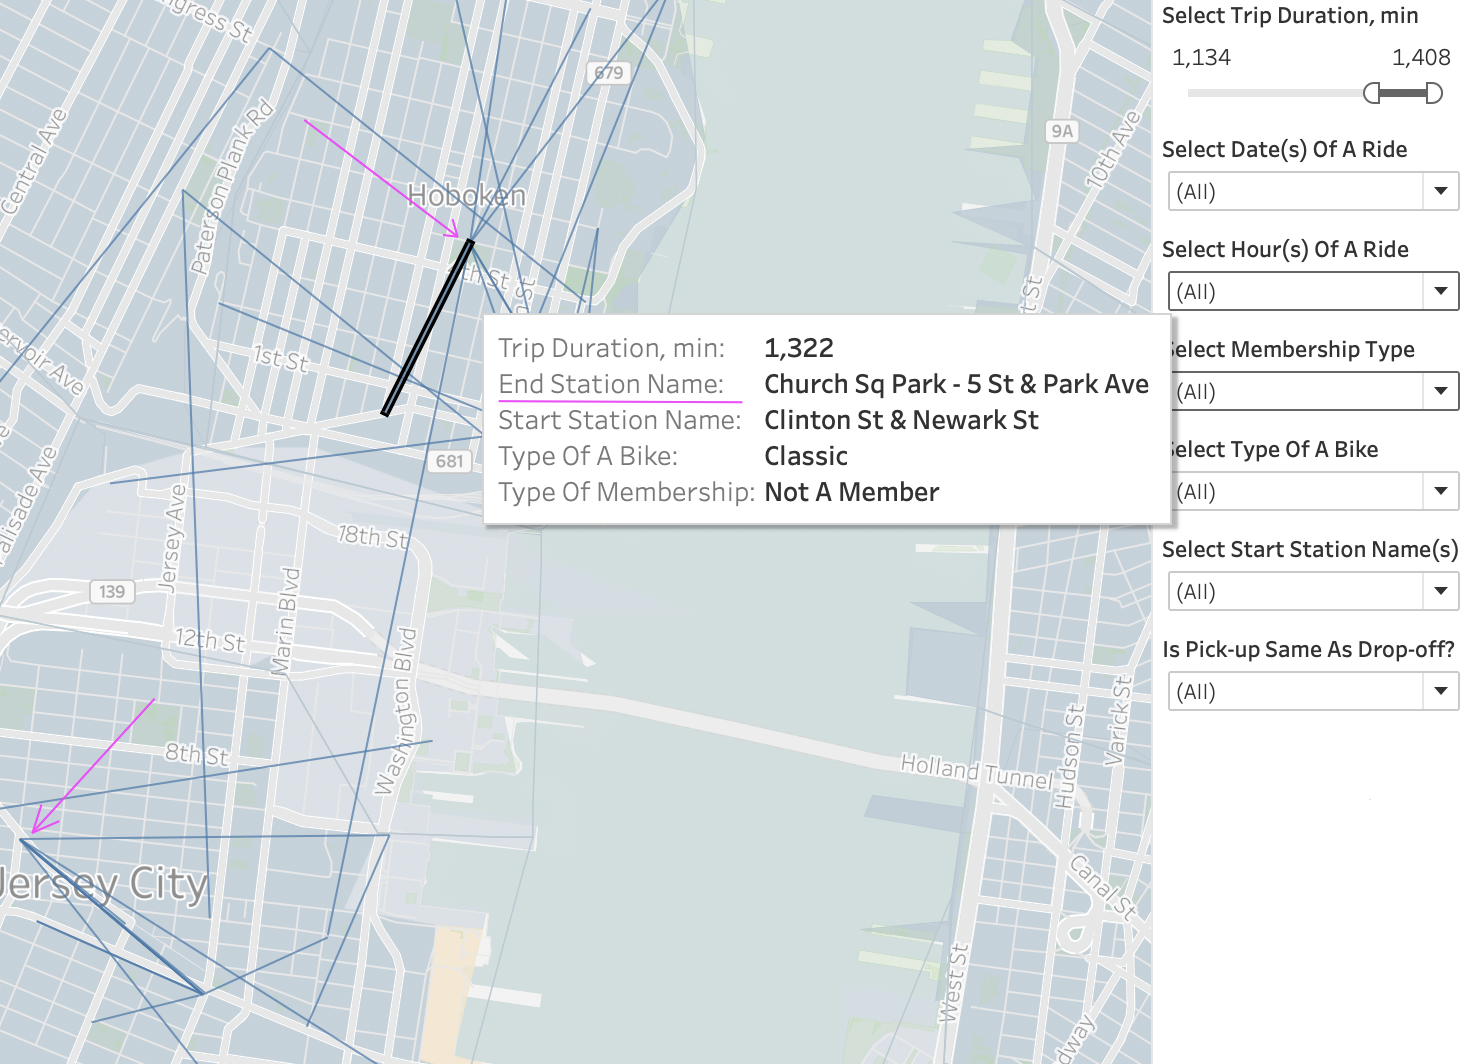 ngress St
679
Central Ave
Paterson Plank Rd
9A
10th Ave
Hoboken
th St
n St
t St
ervoir Ave
1st St
681
alisade Ave
Jersey Ave
18th St
139
Marin Blvd
12th St
Washington Blvd
8th St
Holland Tunnel
Hudson St
Varick St
Jersey City
Canal St
West St
dway
Trip Duration, min: 1,322
End Station Name: Church Sq Park - 5 St & Park Ave
Start Station Name: Clinton St & Newark St
Type Of A Bike: Classic
Type Of Membership: Not A Member
Select Trip Duration, min
1,134 1,408
Select Date(s) Of A Ride
(All)
Select Hour(s) Of A Ride
(All)
Select Membership Type
(All)
Select Type Of A Bike
(All)
Select Start Station Name(s)
(All)
Is Pick-up Same As Drop-off?
(All)